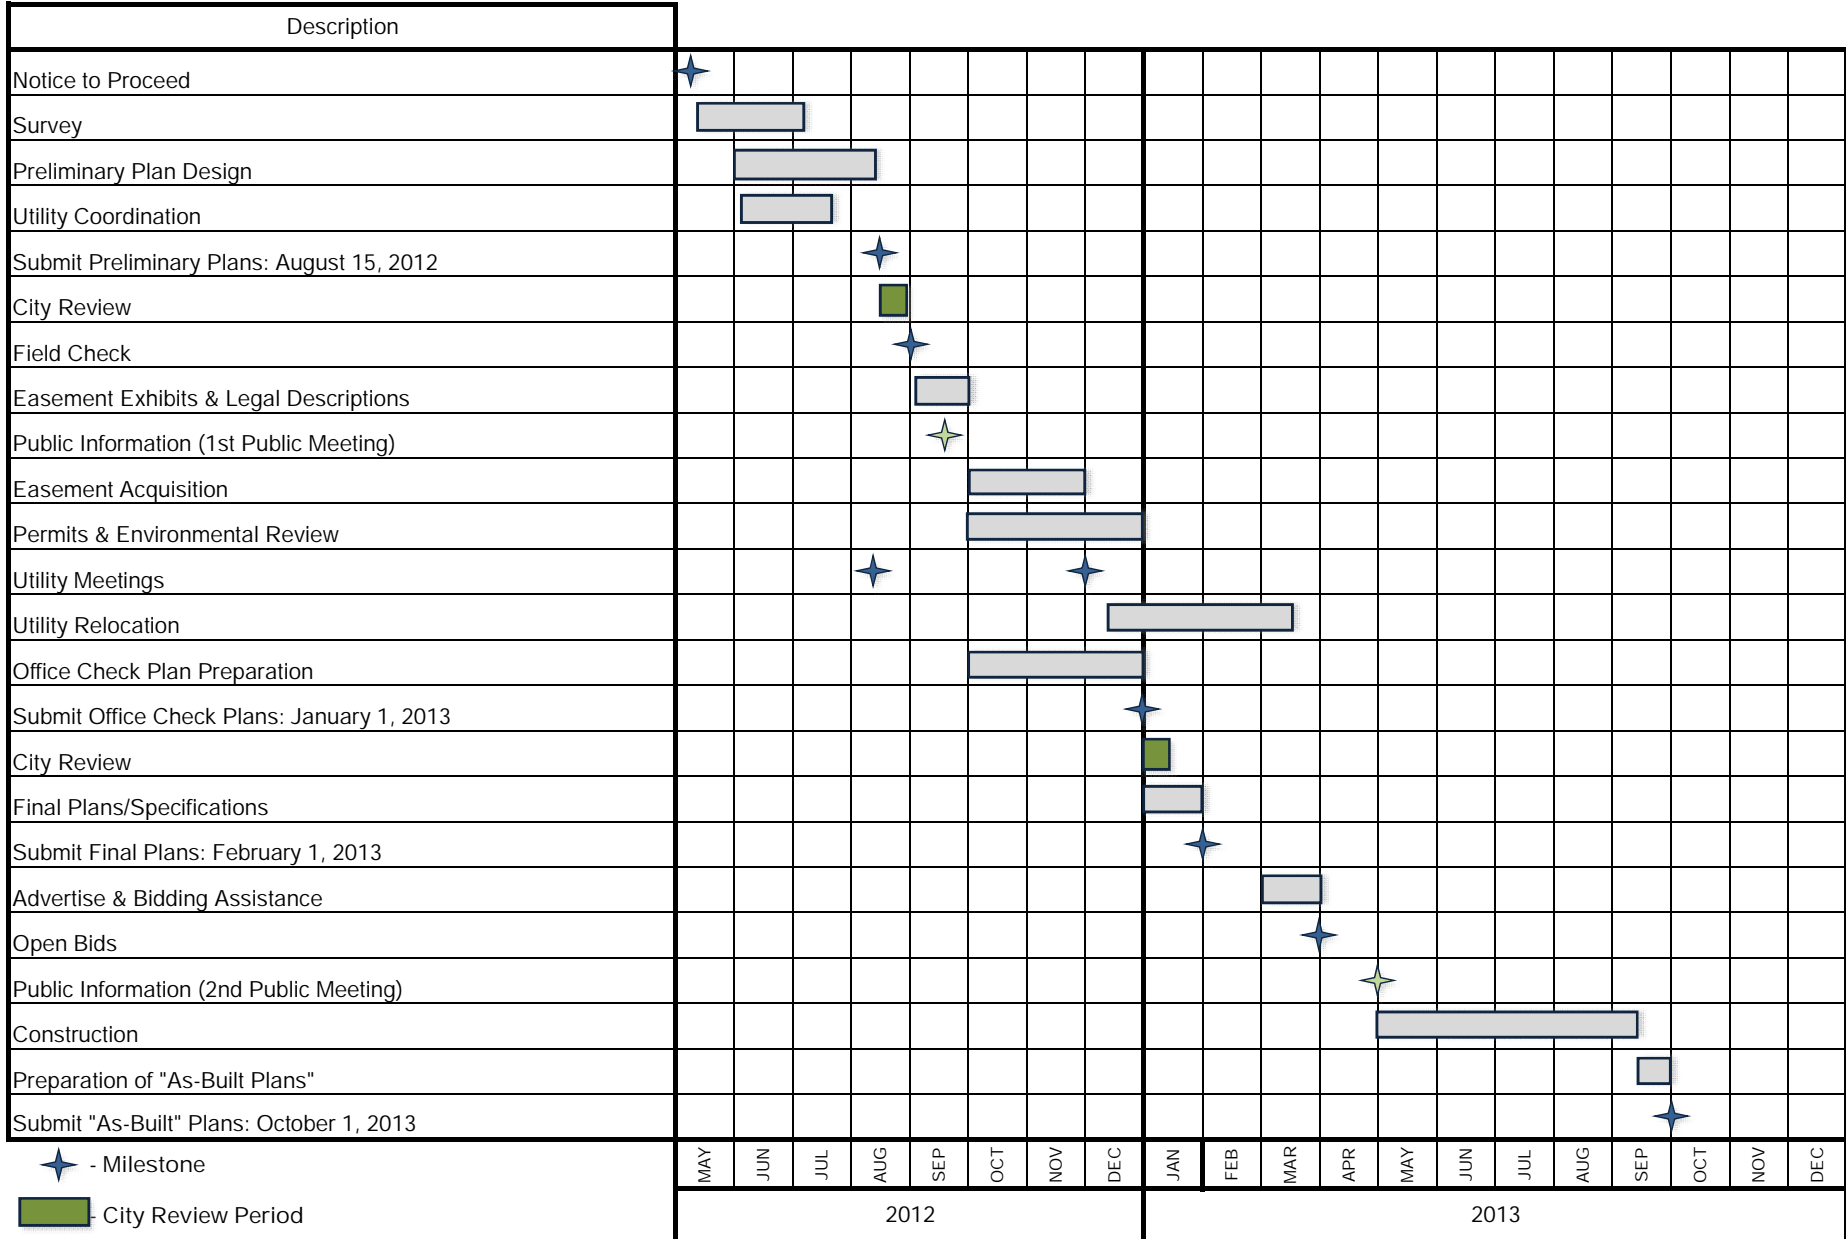 Description
Notice to Proceed
Survey
Preliminary Plan Design
Utility Coordination
Submit Preliminary Plans: August 15, 2012
City Review
Field Check
Easement Exhibits & Legal Descriptions
Public Information (1st Public Meeting)
Easement Acquisition
Permits & Environmental Review
Utility Meetings
Utility Relocation
Office Check Plan Preparation
Submit Office Check Plans: January 1, 2013
City Review
Final Plans/Specifications
Submit Final Plans: February 1, 2013
Advertise & Bidding Assistance
Open Bids
Public Information (2nd Public Meeting)
Construction
Preparation of "As-Built Plans"
Submit "As-Built" Plans: October 1, 2013
MAY JUN JUL AUG SEP OCT NOV DEC JAN FEB MAR APR MAY JUN JUL AUG SEP OCT NOV DEC
2012 2013
- Milestone
- City Review Period